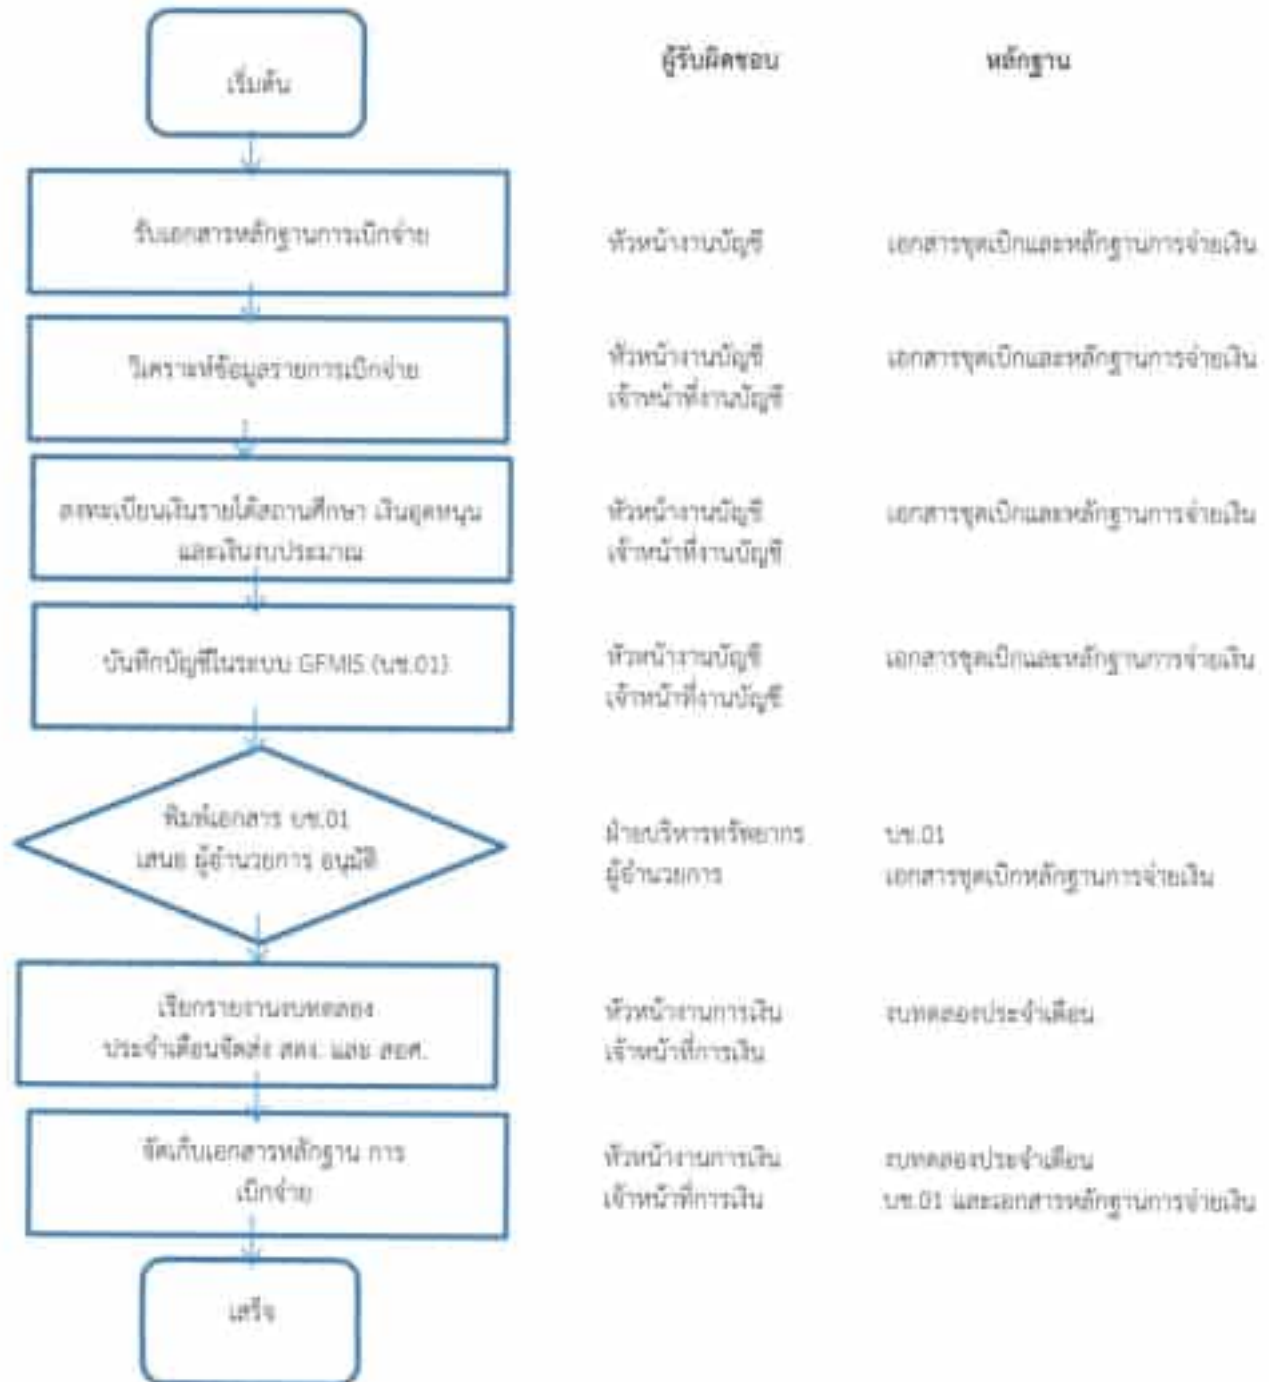 ผู้รับผิดชอบ หลักฐาน
เริ่มต้น
รับเอกสารหลักฐานการเบิกจ่าย
หัวหน้างานบัญชี
เอกสารชุดเบิกและหลักฐานการจ่ายเงิน
วิเคราะห์ข้อมูลรายการเบิกจ่าย
หัวหน้างานบัญชี
เจ้าหน้าที่งานบัญชี
เอกสารชุดเบิกและหลักฐานการจ่ายเงิน
ลงทะเบียนเงินรายได้สถานศึกษา เงินอุดหนุน
และเงินงบประมาณ
หัวหน้างานบัญชี
เจ้าหน้าที่งานบัญชี
เอกสารชุดเบิกและหลักฐานการจ่ายเงิน
บันทึกบัญชีในระบบ GFMIS (บช.01)
หัวหน้างานบัญชี
เจ้าหน้าที่งานบัญชี
เอกสารชุดเบิกและหลักฐานการจ่ายเงิน
พิมพ์เอกสาร บช.01
เสนอ ผู้อำนวยการ อนุมัติ
ฝ่ายบริหารทรัพยากร
ผู้อำนวยการ
บช.01
เอกสารชุดเบิกหลักฐานการจ่ายเงิน
เรียกรายงานงบทดลอง
ประจำเดือนจัดส่ง สตง. และ สอศ.
หัวหน้างานการเงิน
เจ้าหน้าที่การเงิน
งบทดลองประจำเดือน
จัดเก็บเอกสารหลักฐาน การ
เบิกจ่าย
หัวหน้างานการเงิน
เจ้าหน้าที่การเงิน
งบทดลองประจำเดือน
บช.01 และเอกสารหลักฐานการจ่ายเงิน
เสร็จ